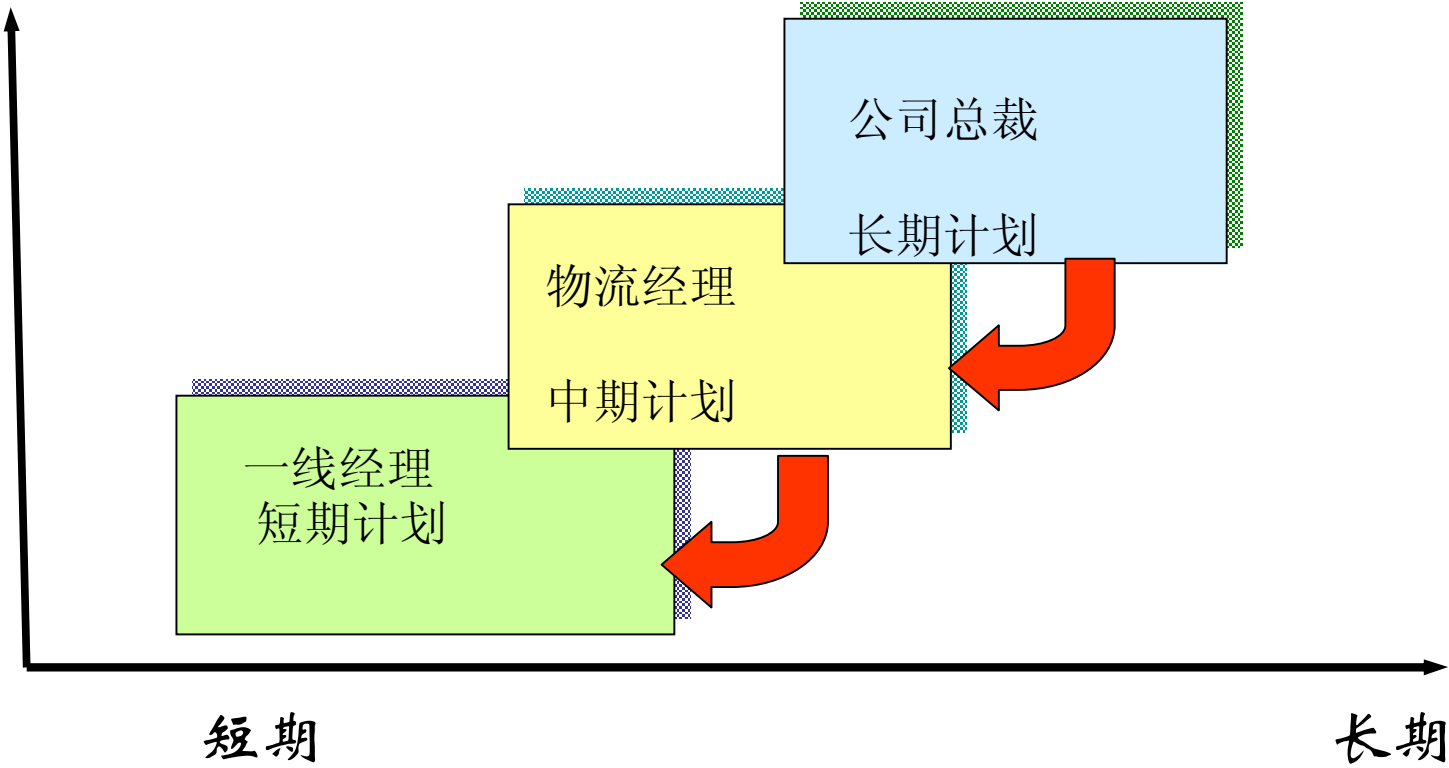 公司总裁
长期计划
物流经理
中期计划
一线经理
短期计划
短期
长期